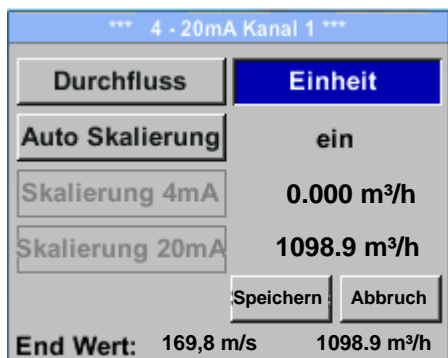 *** 4 - 20mA Kanal 1 ***
Durchfluss Einheit
Auto Skalierung ein
Skalierung 4mA 0.000 m³/h
Skalierung 20mA 1098.9 m³/h
Speichern Abbruch
End Wert: 169,8 m/s 1098.9 m³/h